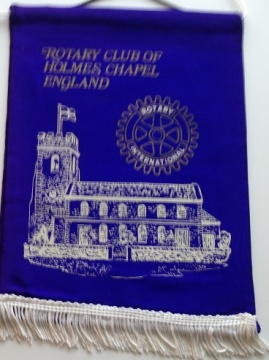 ROTARY CLUB OF
HOLMES CHAPEL
ENGLAND
ROTARY
INTERNATIONAL